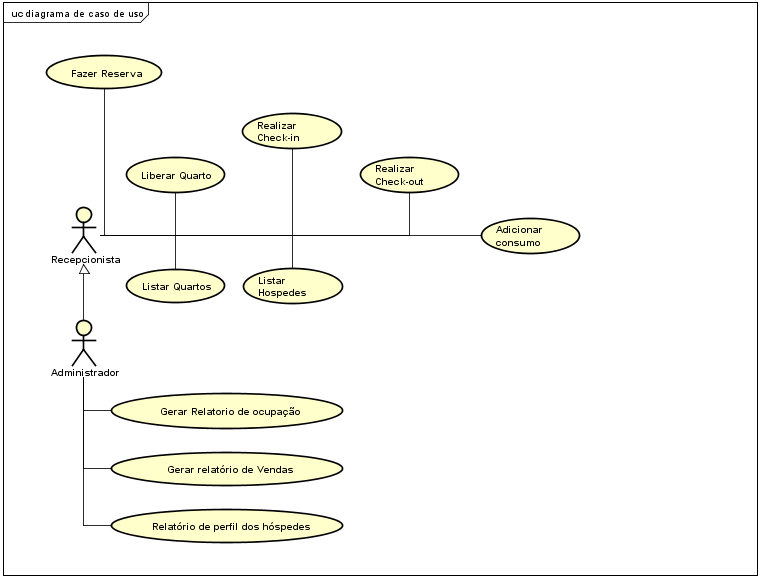 uc diagrama de caso de uso
Fazer Reserva
Realizar
Check-in
Liberar Quarto
Realizar
Check-out
Adicionar
consumo
Recepcionista
Listar Quartos
Listar
Hospedes
Administrador
Gerar Relatorio de ocupação
Gerar relatório de Vendas
Relatório de perfil dos hóspedes